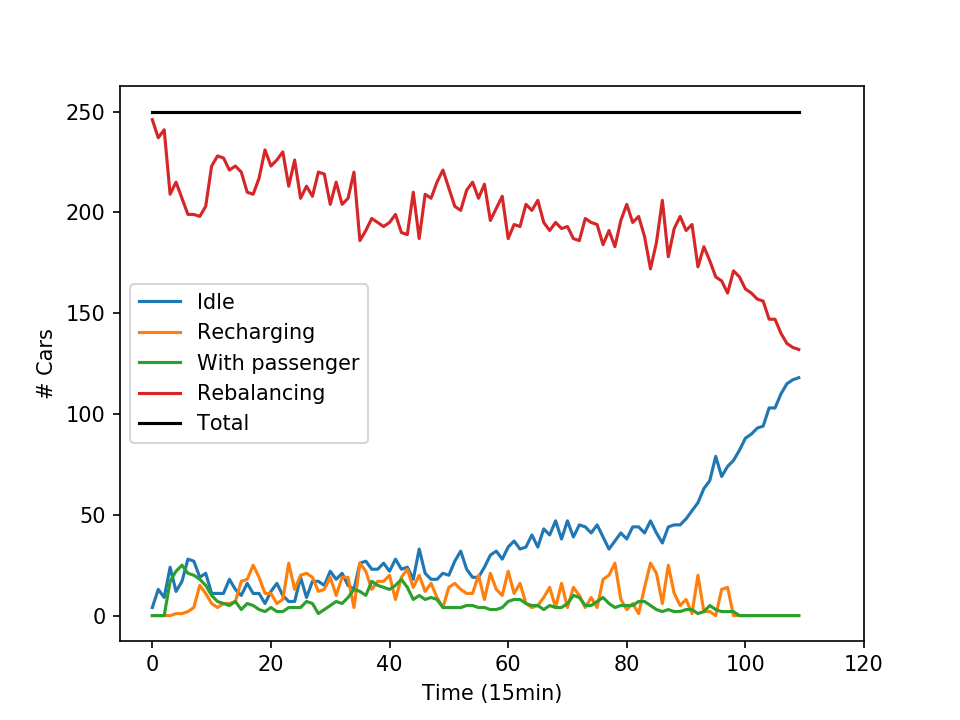 250
200
150
100
50
0
# Cars
Idle
Recharging
With passenger
Rebalancing
Total
0 20 40 60 80 100 120
Time (15min)